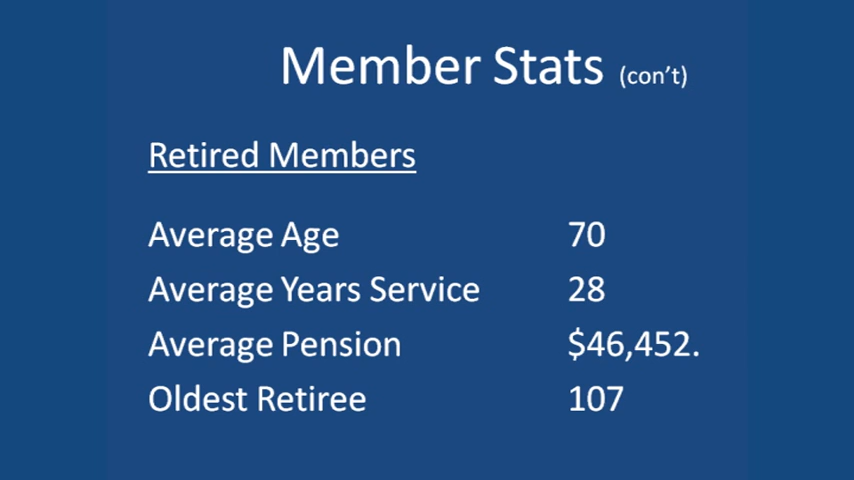 Member Stats (con’t)
Retired Members
Average Age 70
Average Years Service 28
Average Pension $46,452.
Oldest Retiree 107